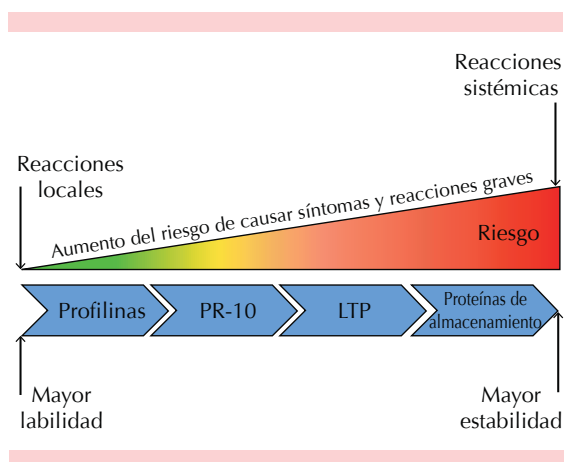 Reacciones
sistémicas
Reacciones
locales
Aumento del riesgo de causar síntomas y reacciones graves
Riesgo
Profilinas
PR-10
LTP
Proteínas de
almacenamiento
Mayor
labilidad
Mayor
estabilidad